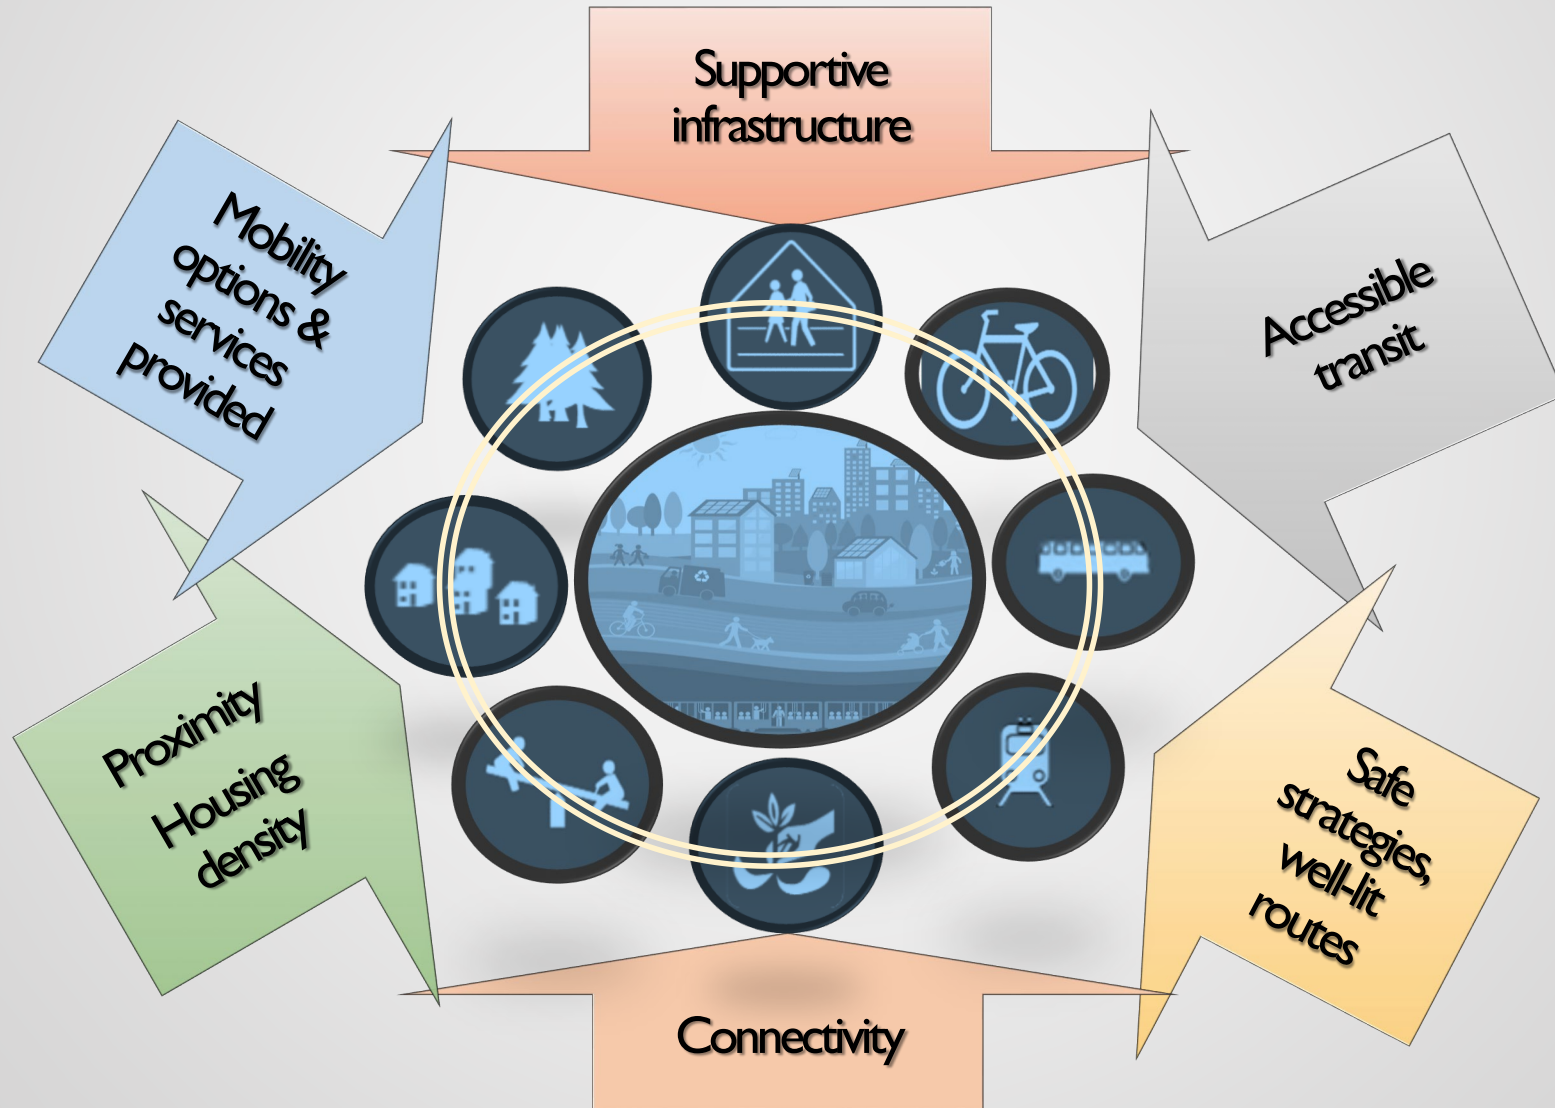 Supportive
infrastructure
Mobility
options &
services
provided
Accessible
transit
Proximity
Housing
density
Safe
strategies,
well-lit
routes
Connectivity